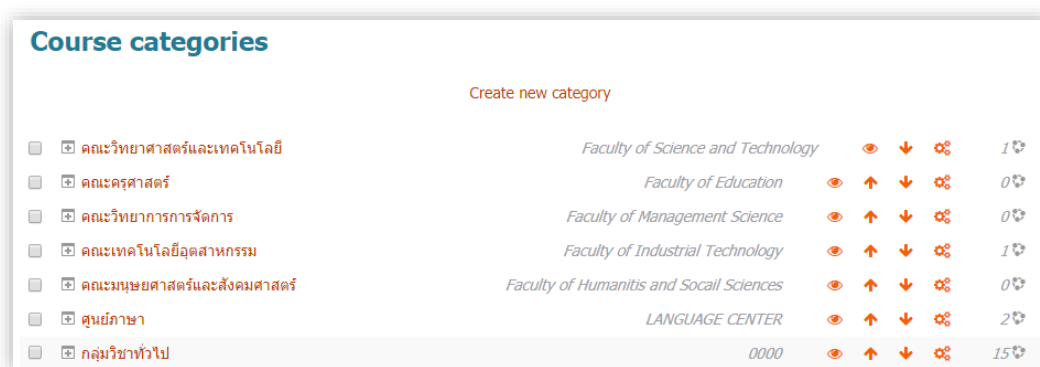 Course categories
Create new category
คณะวิทยาศาสตร์และเทคโนโลยี Faculty of Science and Technology 1
คณะครุศาสตร์ Faculty of Education 0
คณะวิทยาการการจัดการ Faculty of Management Science 0
คณะเทคโนโลยีอุตสาหกรรม Faculty of Industrial Technology 1
คณะมนุษยศาสตร์และสังคมศาสตร์ Faculty of Humanitis and Socail Sciences 0
ศูนย์ภาษา LANGUAGE CENTER 2
กลุ่มวิชาทั่วไป 0000 15